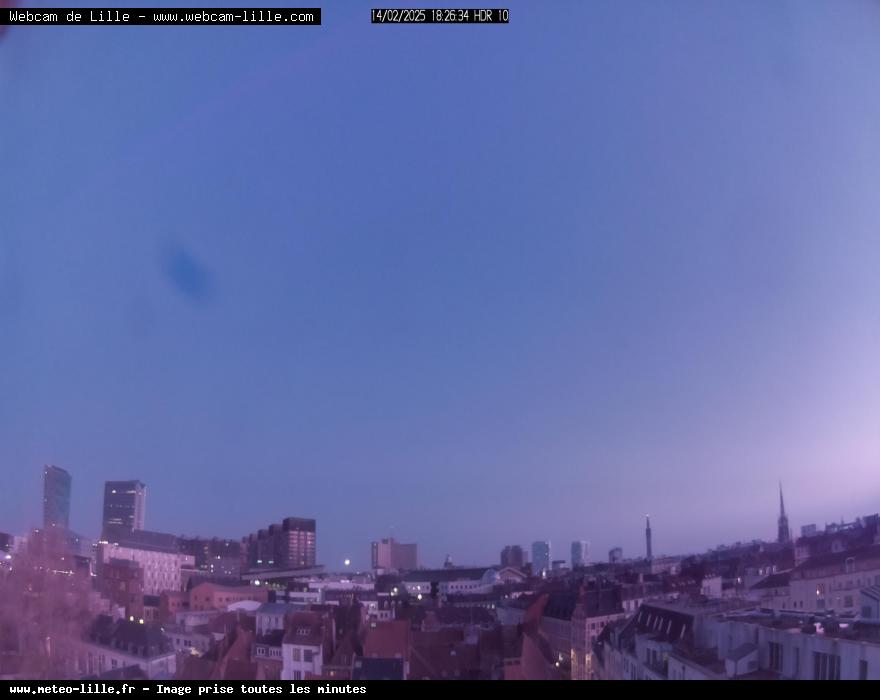 Webcam de Lille - www.webcam-lille.com
14/02/2025 18:26:34 HDR 10
www.meteo-lille.fr - Image prise toutes les minutes